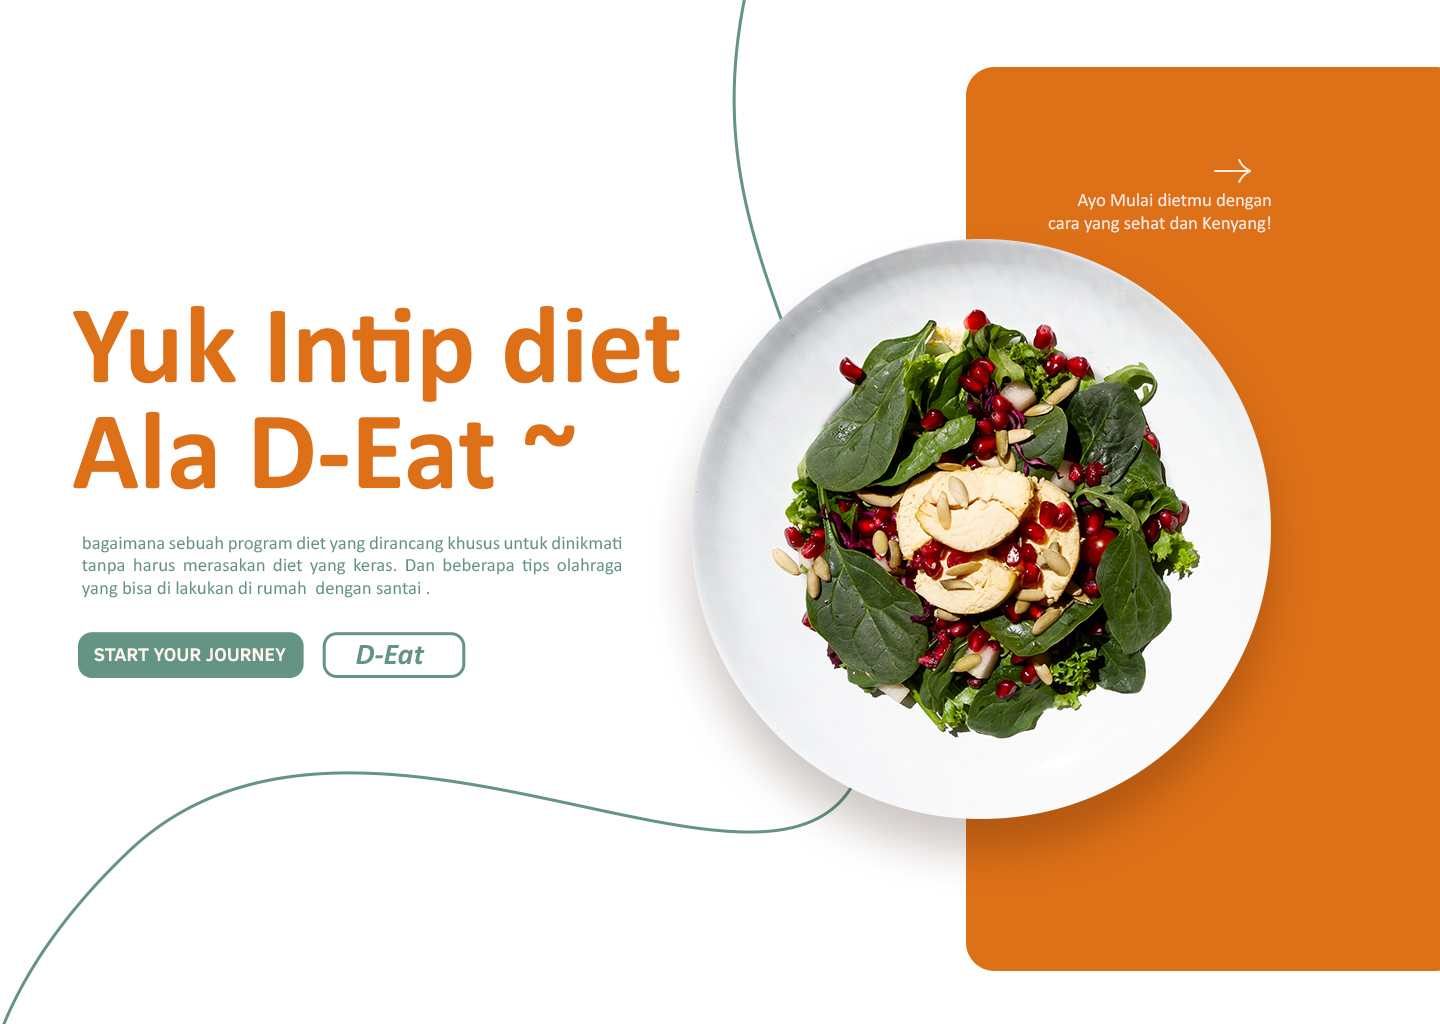 Ayo Mulai dietmu dengan
cara yang sehat dan Kenyang!
Yuk Intip diet
Ala D-Eat ~
bagaimana sebuah program diet yang dirancang khusus untuk dinikmati
tanpa harus merasakan diet yang keras. Dan beberapa tips olahraga
yang bisa di lakukan di rumah  dengan santai .
START YOUR JOURNEY
D-Eat